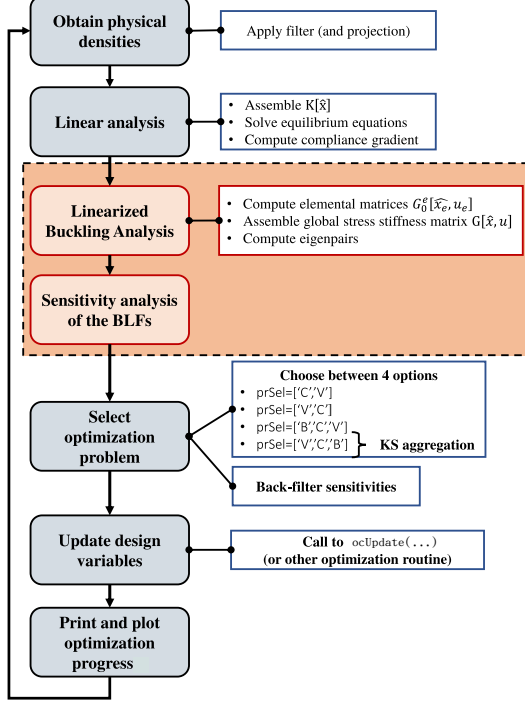 Obtain physical
densities
Apply filter (and projection)
Linear analysis
• Assemble K[x̂]
• Solve equilibrium equations
• Compute compliance gradient
Linearized
Buckling Analysis
• Compute elemental matrices G₀ᵉ[x̂ₑ, uₑ]
• Assemble global stress stiffness matrix G[x̂, u]
• Compute eigenpairs
Sensitivity analysis
of the BLFs
Select
optimization
problem
Choose between 4 options
• prSel=['C','V']
• prSel=['V','C']
• prSel=['B','C','V']
• prSel=['V','C','B']
KS aggregation
Back-filter sensitivities
Update design
variables
Call to ocUpdate(...)
(or other optimization routine)
Print and plot
optimization
progress